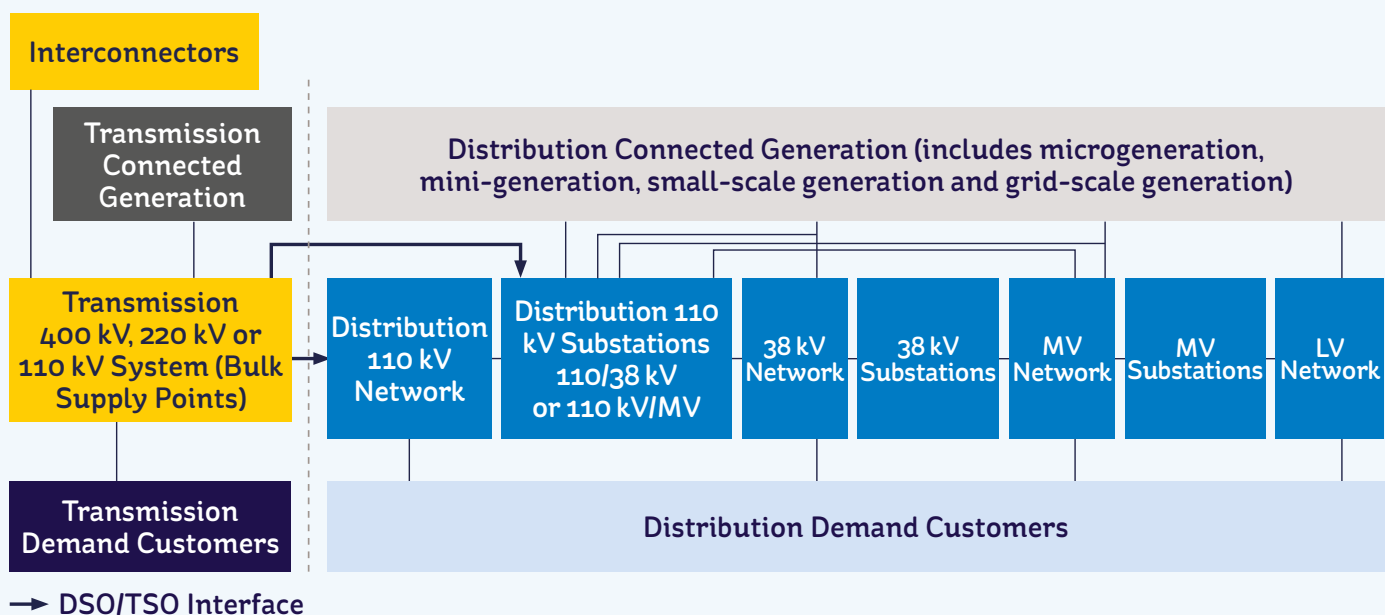 Interconnectors
Transmission
Connected
Generation
Distribution Connected Generation (includes microgeneration,
mini-generation, small-scale generation and grid-scale generation)
Transmission
400 kV, 220 kV or
110 kV System (Bulk
Supply Points)
Distribution
110 kV
Network
Distribution 110
kV Substations
110/38 kV
or 110 kV/MV
38 kV
Network
38 kV
Substations
MV
Network
MV
Substations
LV
Network
Transmission
Demand Customers
Distribution Demand Customers
DSO/TSO Interface